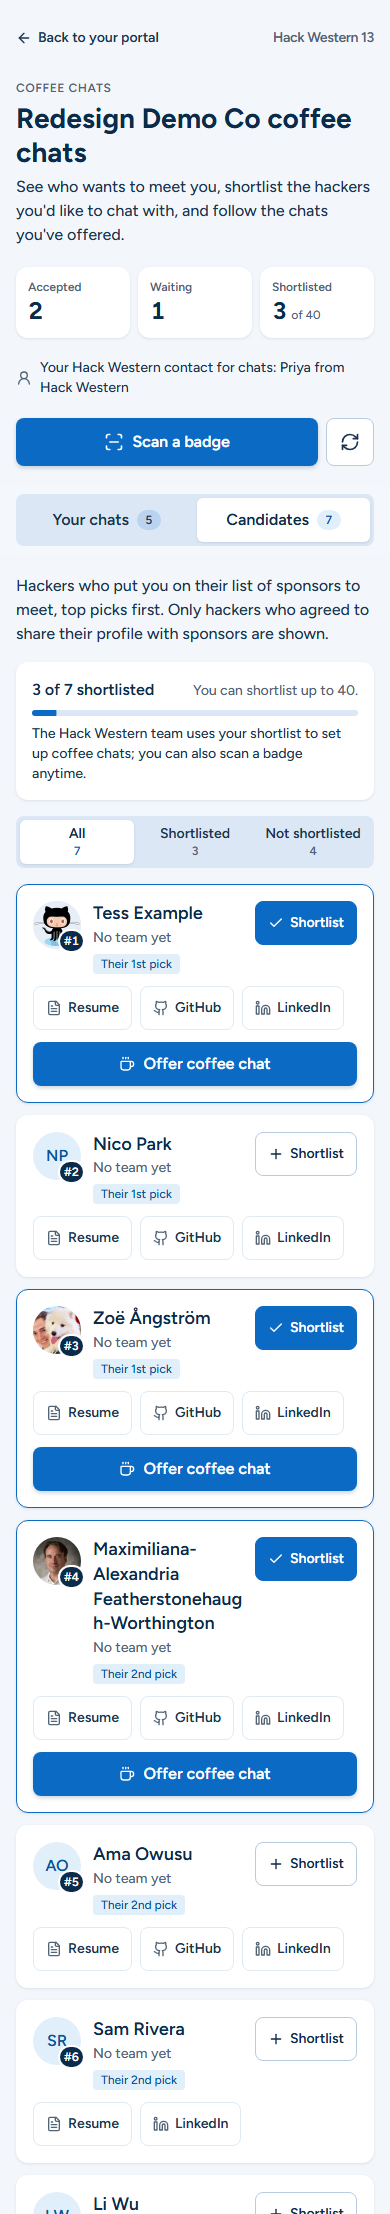 Back to your portal
Hack Western 13
COFFEE CHATS
Redesign Demo Co coffee
chats
See who wants to meet you, shortlist the hackers
you'd like to chat with, and follow the chats
you've offered.
Accepted
2
Waiting
1
Shortlisted
3 of 40
Your Hack Western contact for chats: Priya from
Hack Western
Scan a badge
Your chats 5
Candidates 7
Hackers who put you on their list of sponsors to
meet, top picks first. Only hackers who agreed to
share their profile with sponsors are shown.
3 of 7 shortlisted
You can shortlist up to 40.
The Hack Western team uses your shortlist to set
up coffee chats; you can also scan a badge
anytime.
All
7
Shortlisted
3
Not shortlisted
4
#1
Tess Example
No team yet
Their 1st pick
Shortlist
Resume
GitHub
LinkedIn
Offer coffee chat
NP
#2
Nico Park
No team yet
Their 1st pick
Shortlist
Resume
GitHub
LinkedIn
#3
Zoë Ångström
No team yet
Their 1st pick
Shortlist
Resume
GitHub
LinkedIn
Offer coffee chat
#4
Maximiliana-
Alexandria
Featherstonehaug
h-Worthington
No team yet
Their 2nd pick
Shortlist
Resume
GitHub
LinkedIn
Offer coffee chat
AO
#5
Ama Owusu
No team yet
Their 2nd pick
Shortlist
Resume
GitHub
LinkedIn
SR
#6
Sam Rivera
No team yet
Their 2nd pick
Shortlist
Resume
LinkedIn
LW
Li Wu
Shortlist